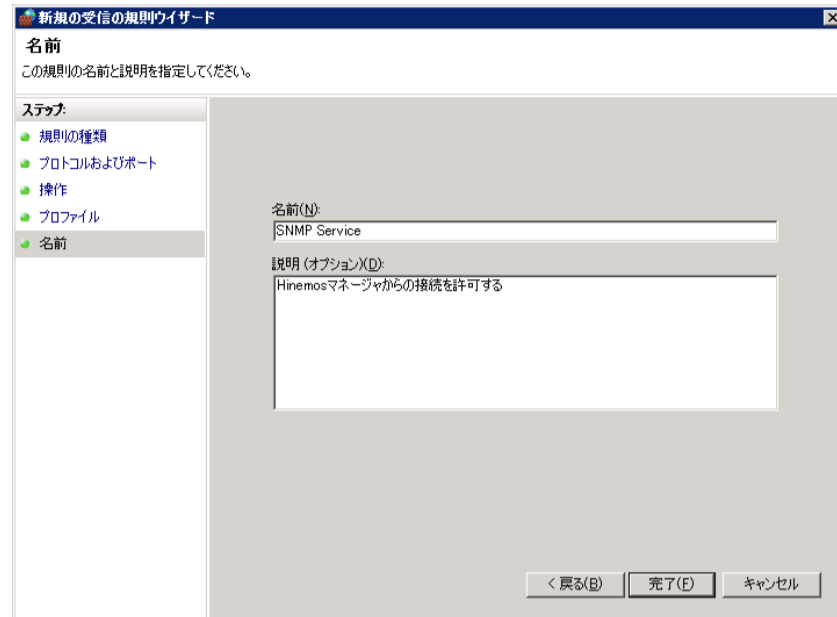 新規の受信の規則ウィザード
名前
この規則の名前と説明を指定してください。
ステップ:
規則の種類
プロトコルおよびポート
操作
プロファイル
名前
名前(N):
SNMP Service
説明 (オプション)(D):
Hinemosマネージャからの接続を許可する
< 戻る(B)
完了(F)
キャンセル